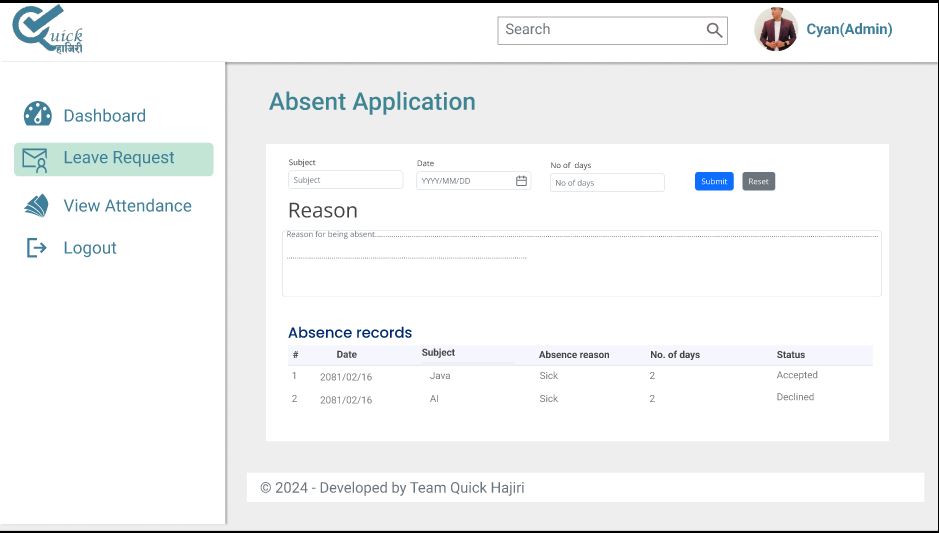 Quick
हाजिरी
Search
Cyan(Admin)
Dashboard
Leave Request
View Attendance
Logout
Absent Application
Subject
Date
No of days
Subject
YYYY/MM/DD
No of days
Submit
Reset
Reason
Reason for being absent..........................................................................................................................
..........................................................................................
Absence records
# Date Subject Absence reason No. of days Status
1 2081/02/16 Java Sick 2 Accepted
2 2081/02/16 AI Sick 2 Declined
© 2024 - Developed by Team Quick Hajiri